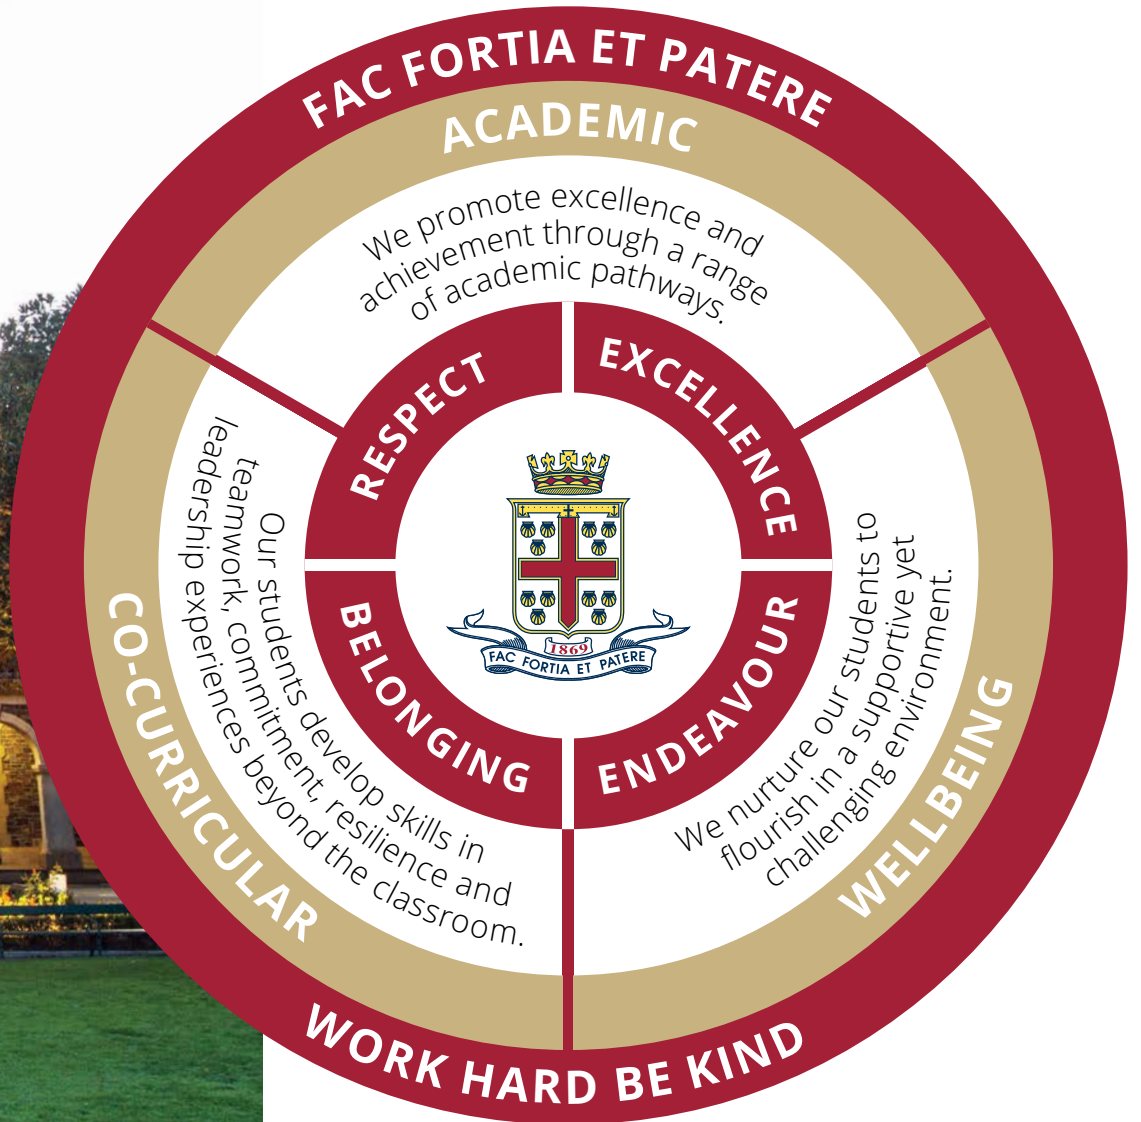 FAC FORTIA ET PATERE
ACADEMIC
We promote excellence and
achievement through a range
of academic pathways.
RESPECT
EXCELLENCE
BELONGING
ENDEAVOUR
1869
FAC FORTIA ET PATERE
CO-CURRICULAR
Our students develop skills in
teamwork, commitment, resilience and
leadership experiences beyond the classroom.
WELLBEING
We nurture our students to
flourish in a supportive yet
challenging environment.
WORK HARD BE KIND